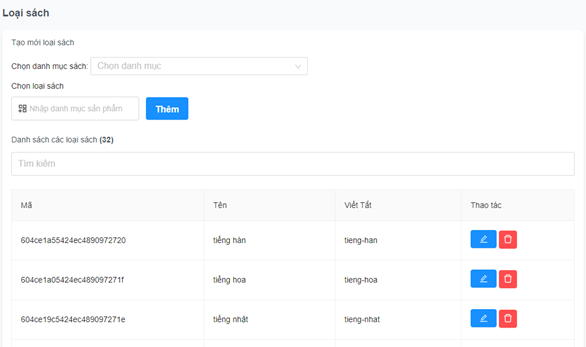 Loại sách
Tạo mới loại sách
Chọn danh mục sách: Chọn danh mục
Chọn loại sách
Nhập danh mục sản phẩm Thêm
Danh sách các loại sách (32)
Tìm kiếm
Mã Tên Viết Tắt Thao tác
604ce1a55424ec4890972720 tiếng hàn tieng-han
604ce1a05424ec489097271f tiếng hoa tieng-hoa
604ce19c5424ec489097271e tiếng nhật tieng-nhat